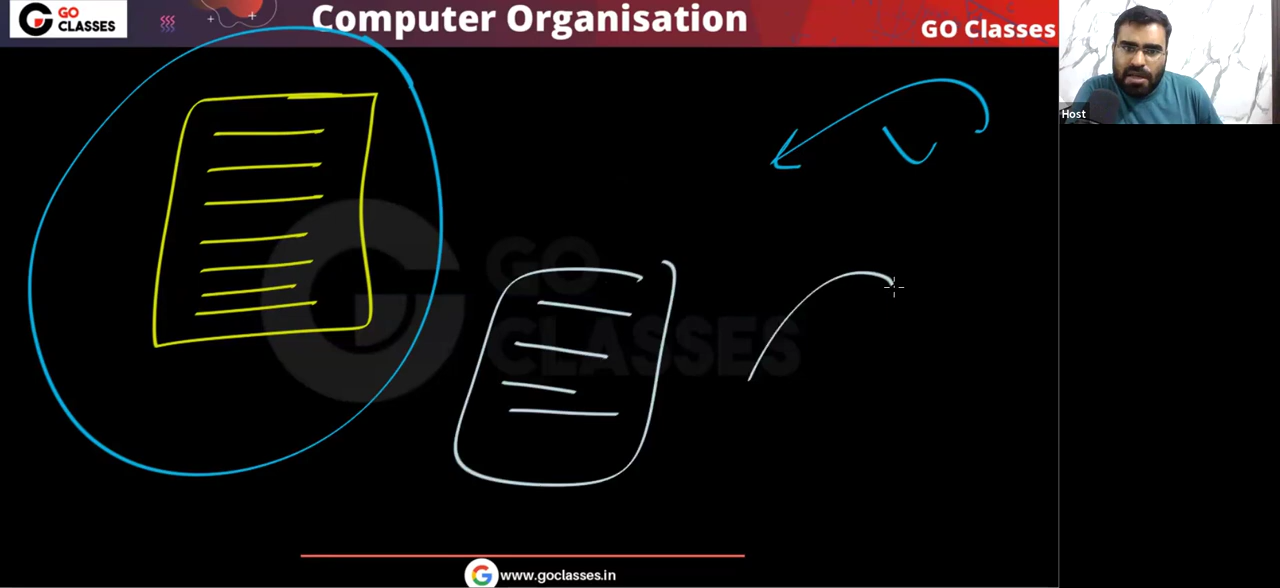 GO
CLASSES
Computer Organisation
GO Classes
Host
GO
CLASSES
www.goclasses.in